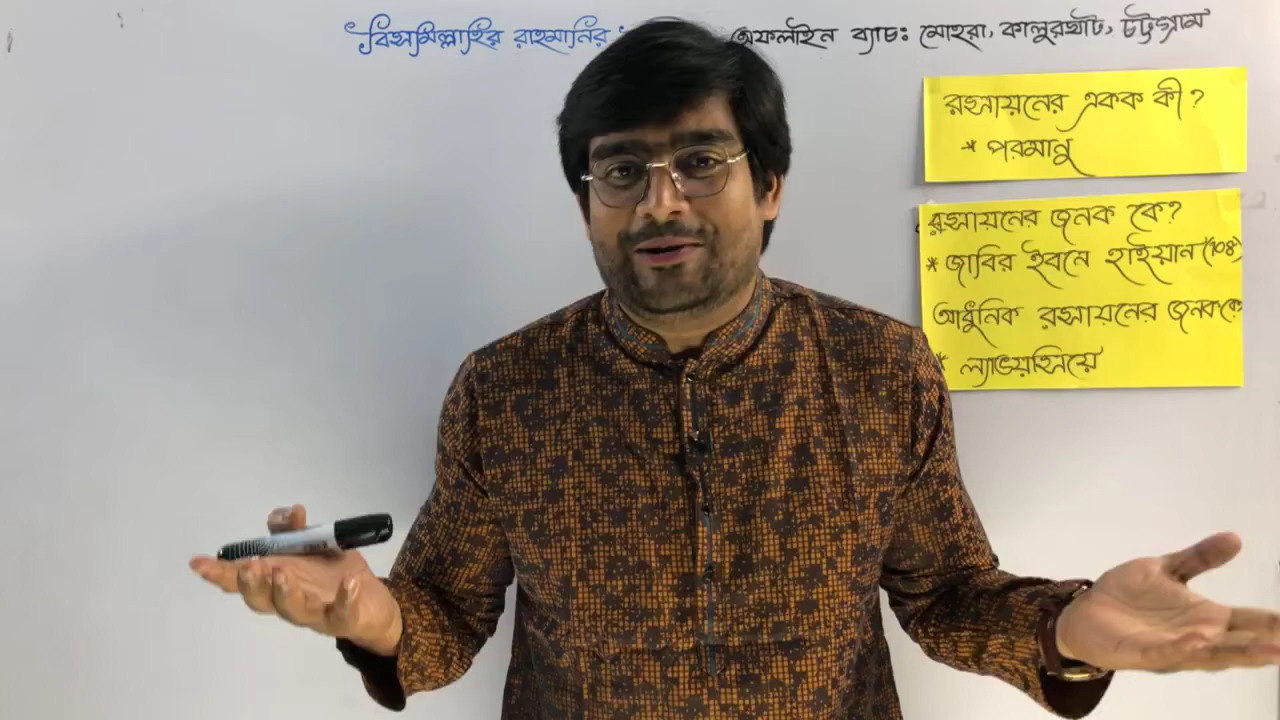 বিসমিল্লাহির রাহমানির
অফলাইন ব্যাচঃ মোহরা, কালুরঘাট, চট্টগ্রাম
রসায়নের একক কী?
* পরমানু
রসায়নের জনক কে?
* জাবির ইবনে হাইয়ান (৭০৪)
আধুনিক রসায়নের জনক কে?
* ল্যাভয়সিয়ে